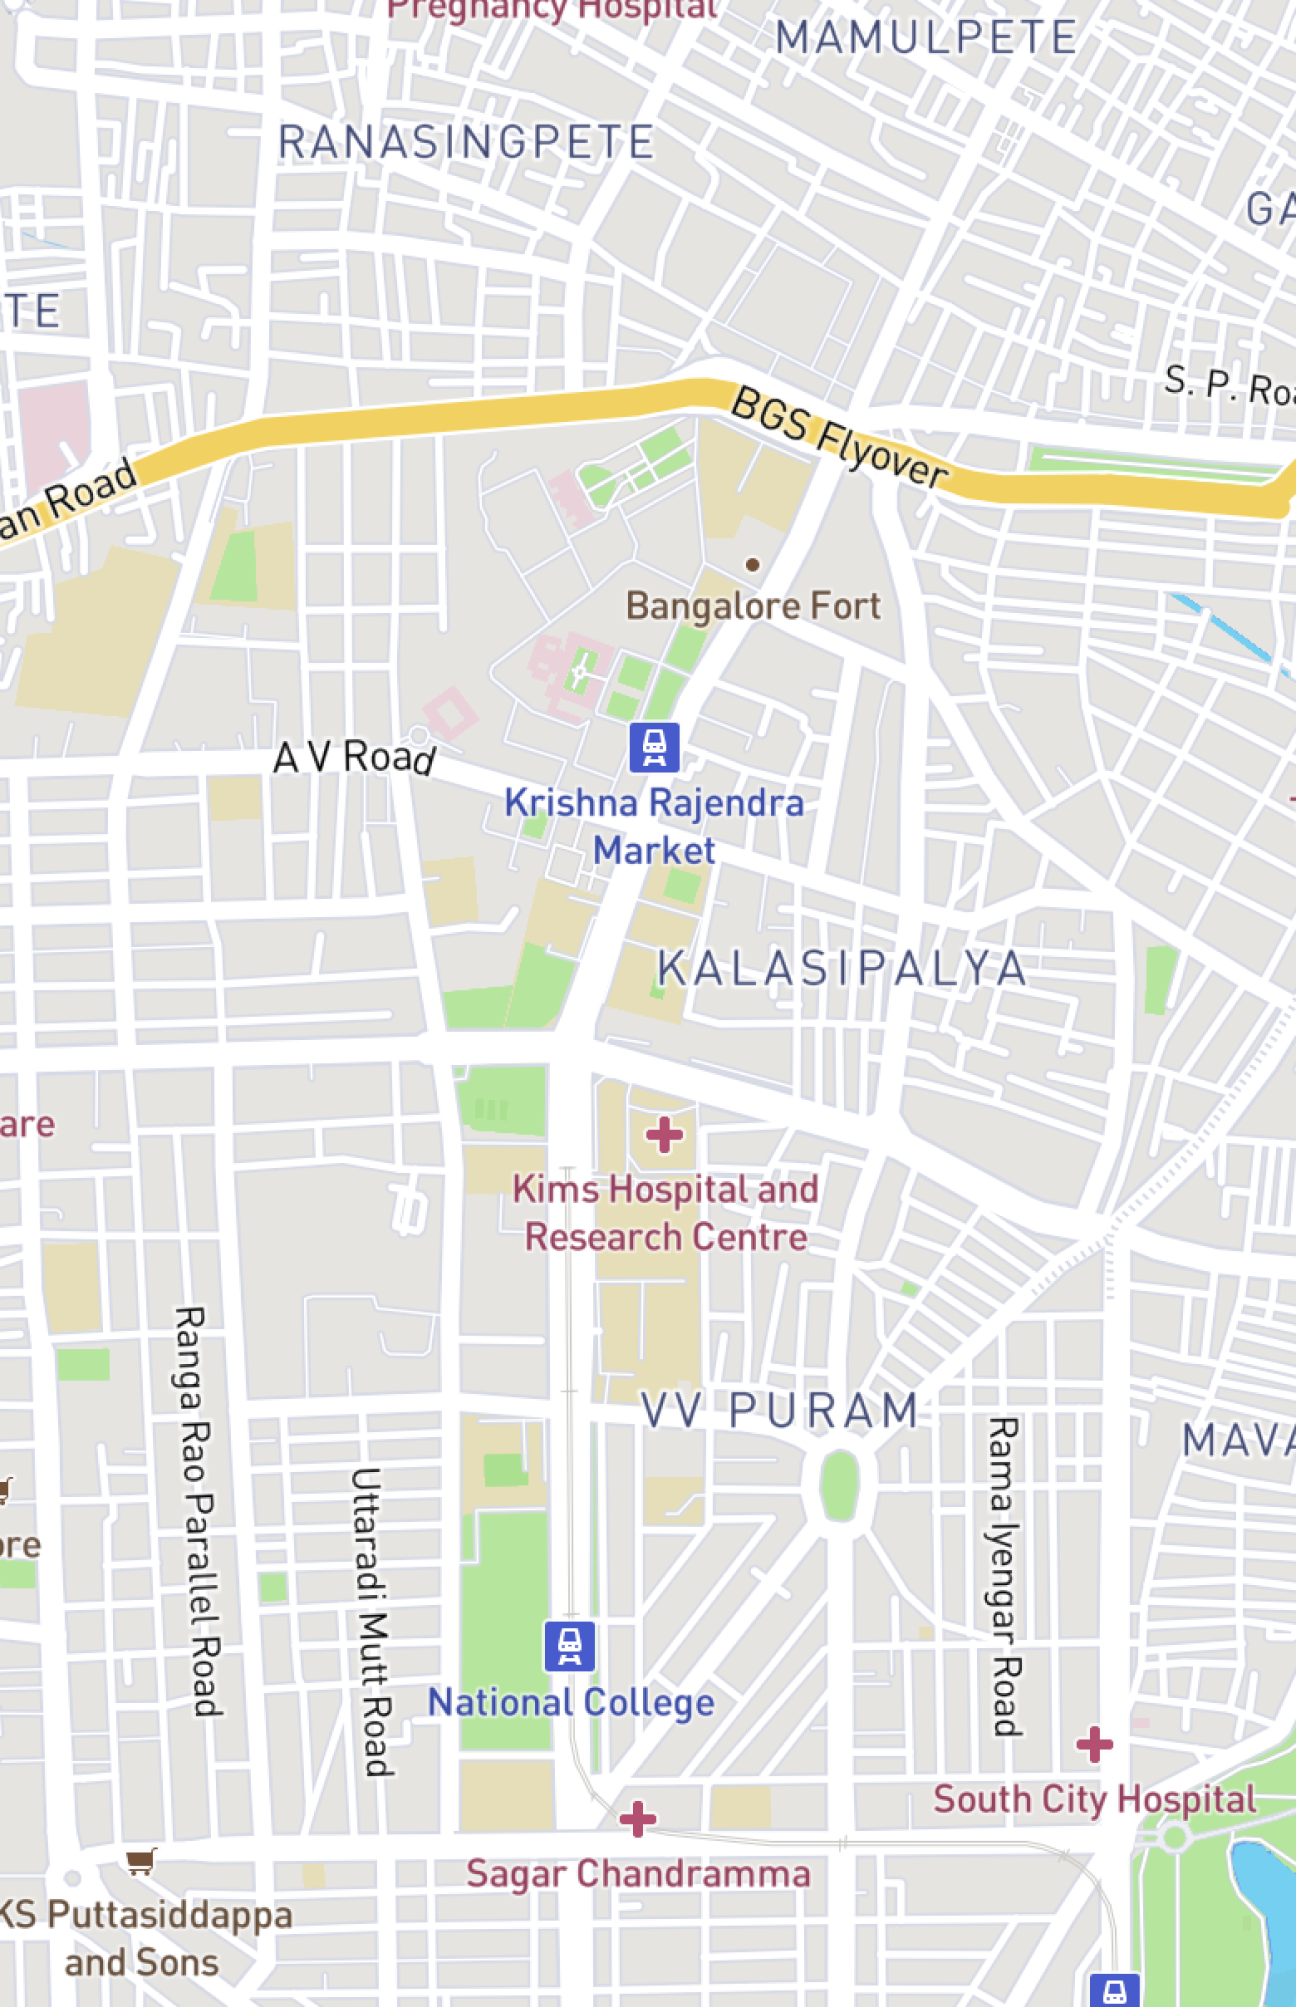 Pregnancy Hospital
MAMULPETE
RANASINGPETE
GA
TE
S. P. Roa
BGS Flyover
an Road
Bangalore Fort
A V Road
Krishna Rajendra
Market
KALASIPALYA
are
Kims Hospital and
Research Centre
Ranga Rao Parallel Road
VV PURAM
Rama Iyengar Road
MAVA
Uttaradi Mutt Road
ore
National College
South City Hospital
Sagar Chandramma
KS Puttasiddappa
and Sons